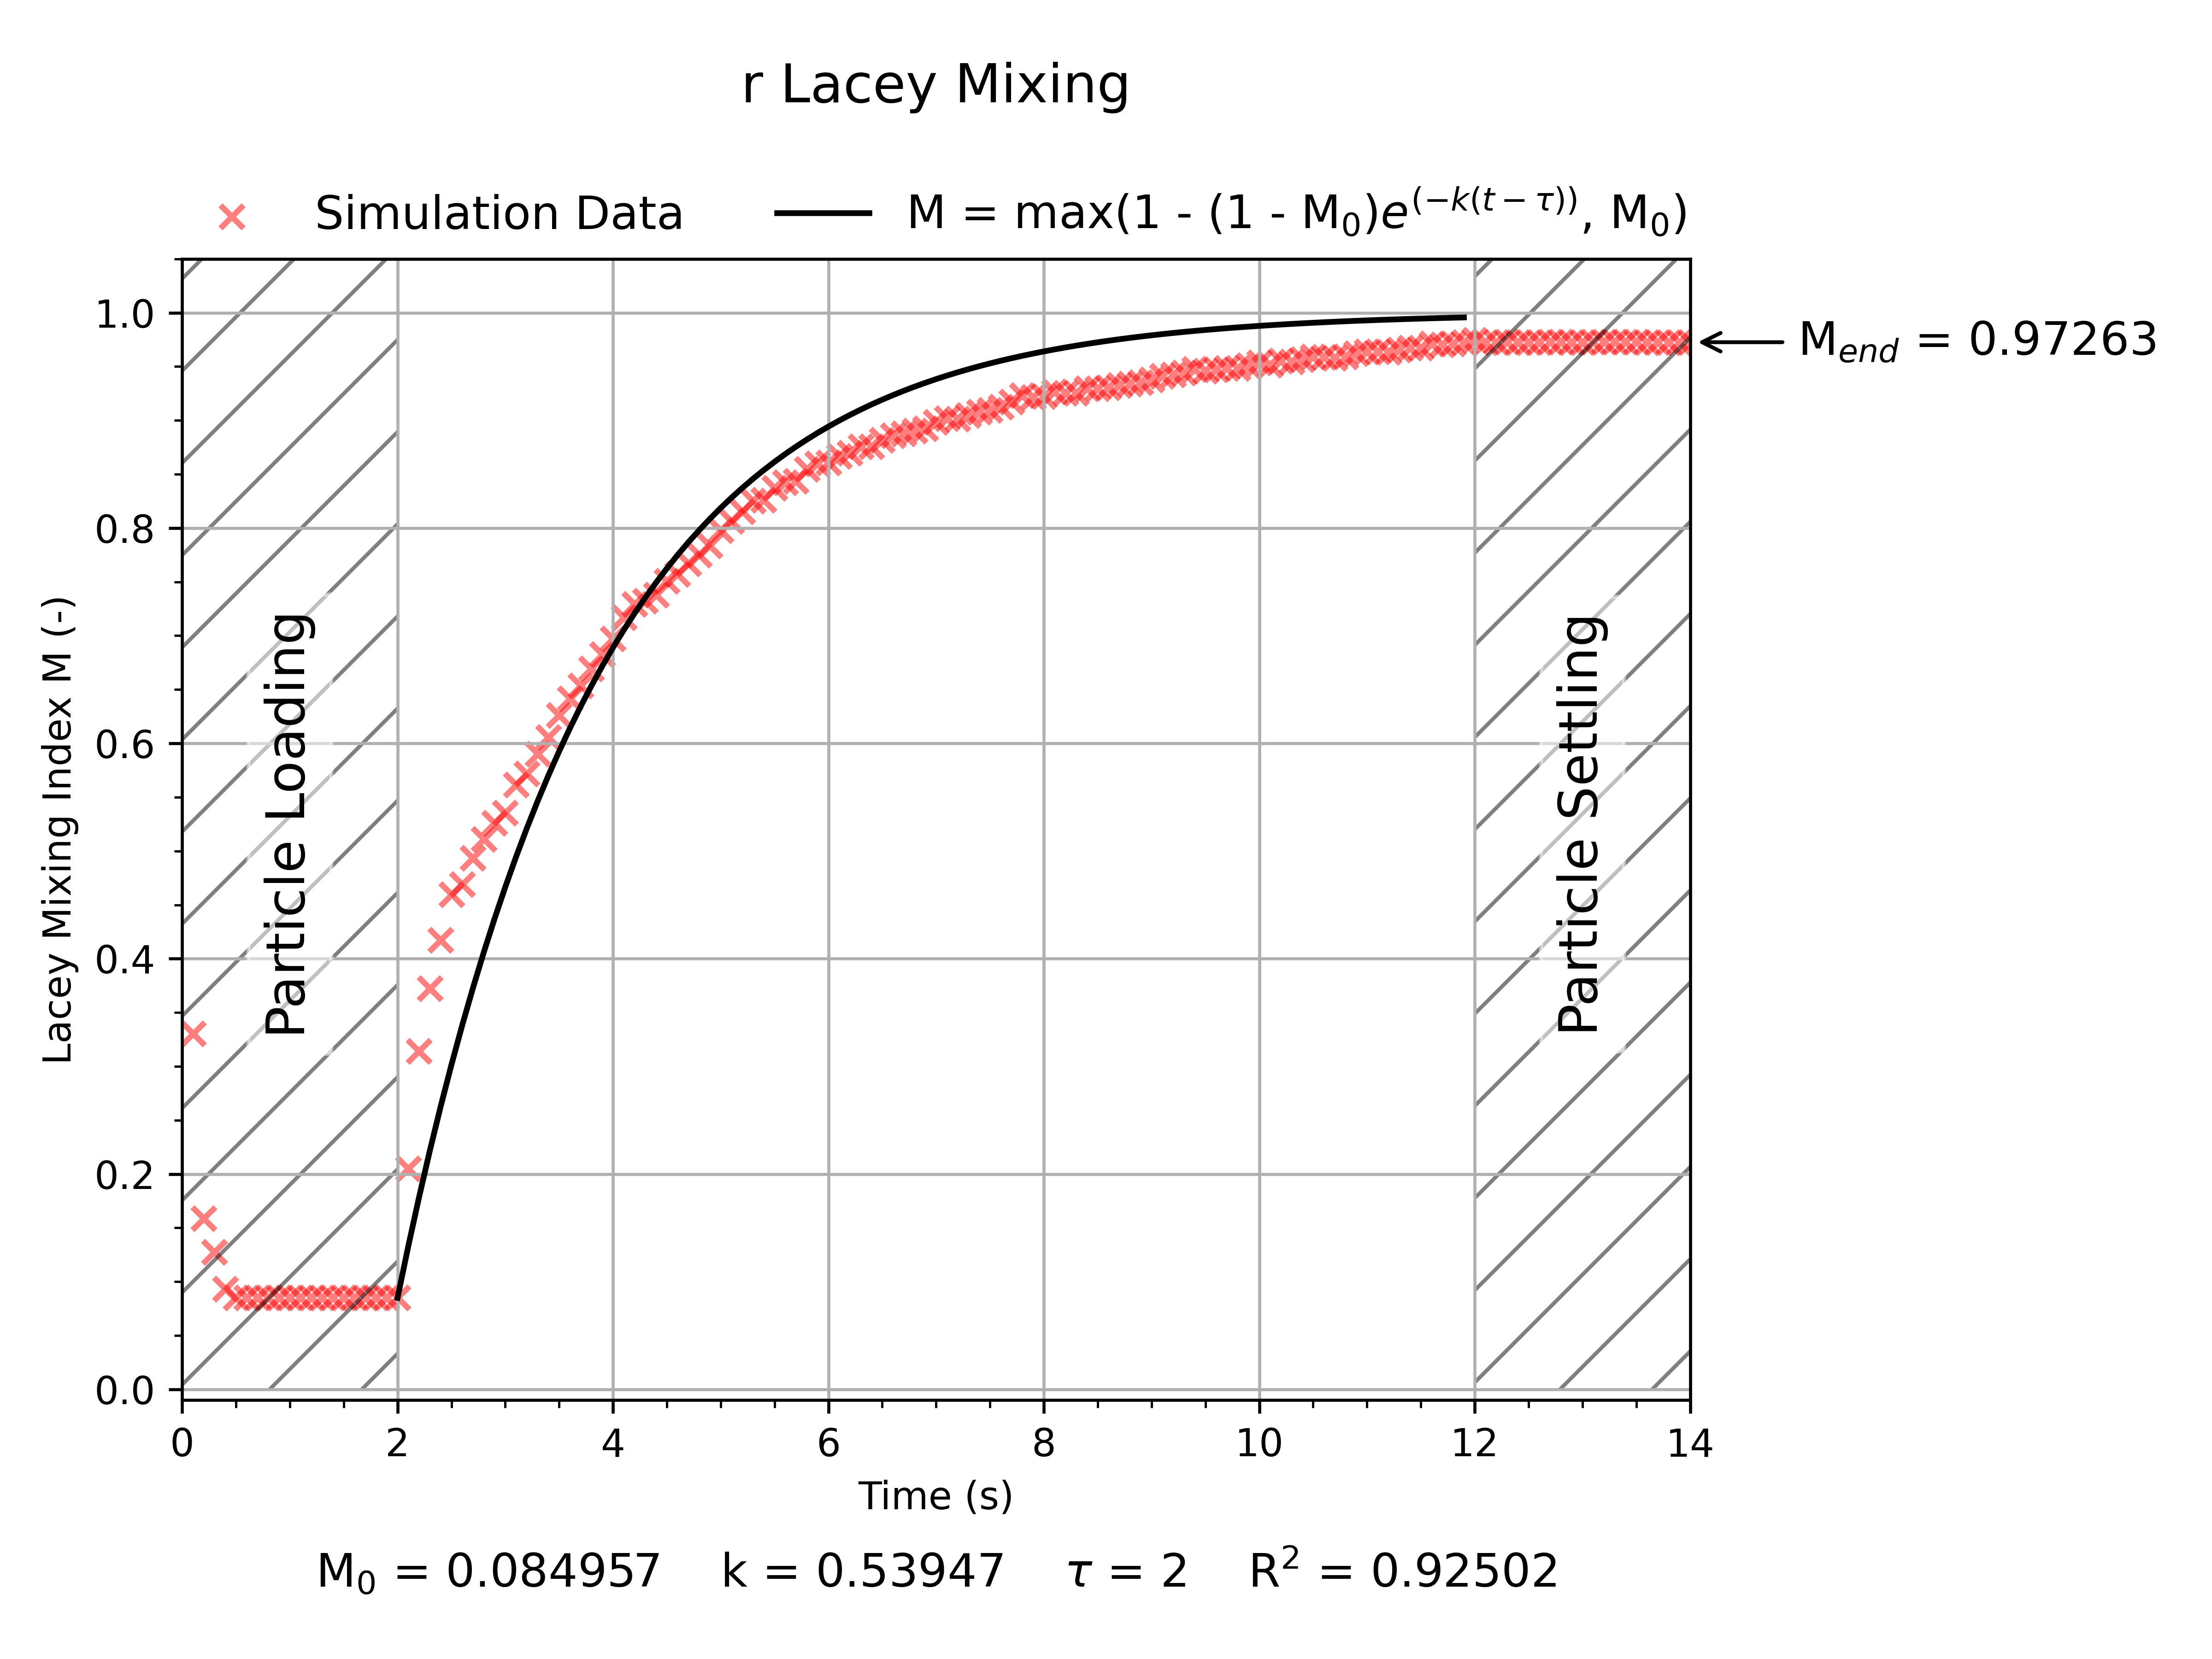 r Lacey Mixing
Simulation Data
M = max(1 - (1 - M₀)e^(−k(t − τ)), M₀)
1.0
0.8
0.6
0.4
0.2
0.0
Lacey Mixing Index M (-)
Particle Loading
Particle Settling
M_end = 0.97263
0 2 4 6 8 10 12 14
Time (s)
M₀ = 0.084957 k = 0.53947 τ = 2 R² = 0.92502